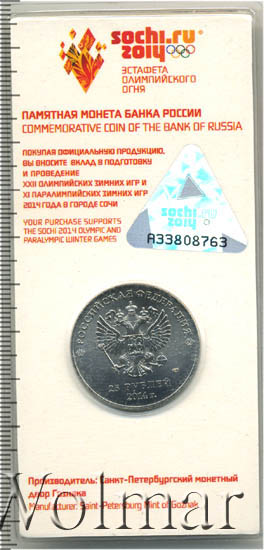 sochi.ru
2014
ЭСТАФЕТА
ОЛИМПИЙСКОГО
ОГНЯ
ПАМЯТНАЯ МОНЕТА БАНКА РОССИИ
COMMEMORATIVE COIN OF THE BANK OF RUSSIA
ПОКУПАЯ ОФИЦИАЛЬНУЮ ПРОДУКЦИЮ,
ВЫ ВНОСИТЕ ВКЛАД В ПОДГОТОВКУ
И ПРОВЕДЕНИЕ
XXII ОЛИМПИЙСКИХ ЗИМНИХ ИГР И
XI ПАРАЛИМПИЙСКИХ ЗИМНИХ ИГР
2014 ГОДА В ГОРОДЕ СОЧИ
YOUR PURCHASE SUPPORTS
THE SOCHI 2014 OLYMPIC AND
PARALYMPIC WINTER GAMES
sochi.ru
2014
A33808763
РОССИЙСКАЯ ФЕДЕРАЦИЯ
25 РУБЛЕЙ
2014 г.
Производитель: Санкт-Петербургский монетный
двор Гознака
Manufacturer: Saint-Petersburg Mint of Goznak
Wolmar